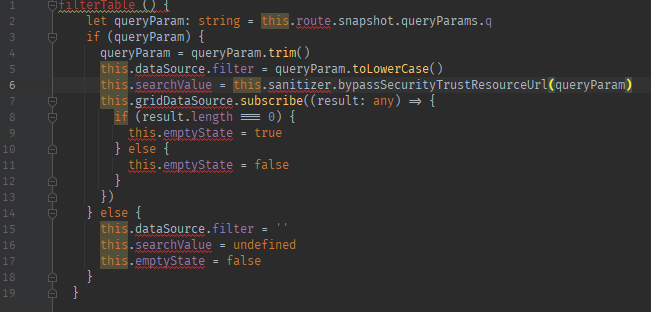 1 filterTable () {
2 let queryParam: string = this.route.snapshot.queryParams.q
3 if (queryParam) {
4 queryParam = queryParam.trim()
5 this.dataSource.filter = queryParam.toLowerCase()
6 this.searchValue = this.sanitizer.bypassSecurityTrustResourceUrl(queryParam)
7 this.gridDataSource.subscribe((result: any) => {
8 if (result.length === 0) {
9 this.emptyState = true
10 } else {
11 this.emptyState = false
12 }
13 })
14 } else {
15 this.dataSource.filter = ''
16 this.searchValue = undefined
17 this.emptyState = false
18 }
19 }